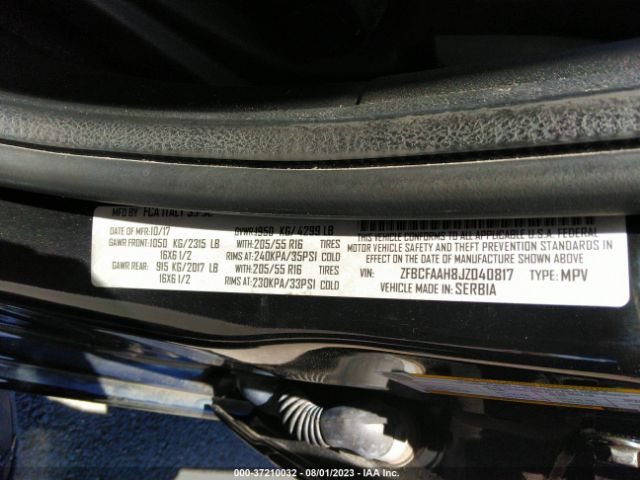 MFD BY FCA ITALY S.P.A.
DATE OF MFR: 10/17 GVWR: 1950 KG/4299 LB
GAWR FRONT: 1050 KG/2315 LB WITH: 205/55 R16 TIRES
16X6 1/2 RIMS AT: 240KPA/35PSI COLD
GAWR REAR: 915 KG/2017 LB WITH: 205/55 R16 TIRES
16X6 1/2 RIMS AT: 230KPA/33PSI COLD
THIS VEHICLE CONFORMS TO ALL APPLICABLE U.S.A. FEDERAL
MOTOR VEHICLE SAFETY AND THEFT PREVENTION STANDARDS
IN EFFECT ON THE DATE OF MANUFACTURE SHOWN ABOVE
VIN: ZFBCFAAH8JZ040817 TYPE: MPV
VEHICLE MADE IN: SERBIA
000-37210032 - 08/01/2023 - IAA Inc.